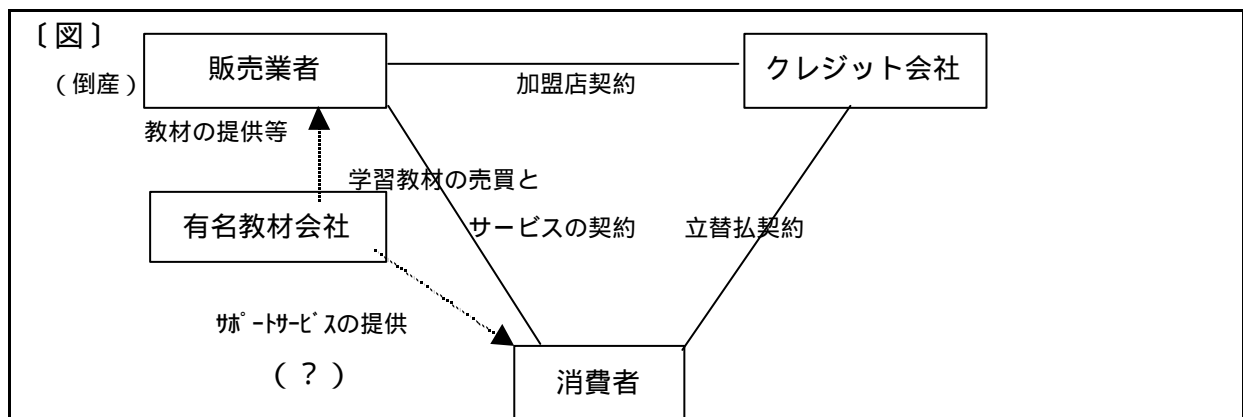 〔図〕
販売業者
クレジット会社
（倒産）
加盟店契約
教材の提供等
学習教材の売買と
有名教材会社
サービスの契約
立替払契約
ｻﾎﾟｰﾄｻｰﾋﾞｽの提供
（？）
消費者